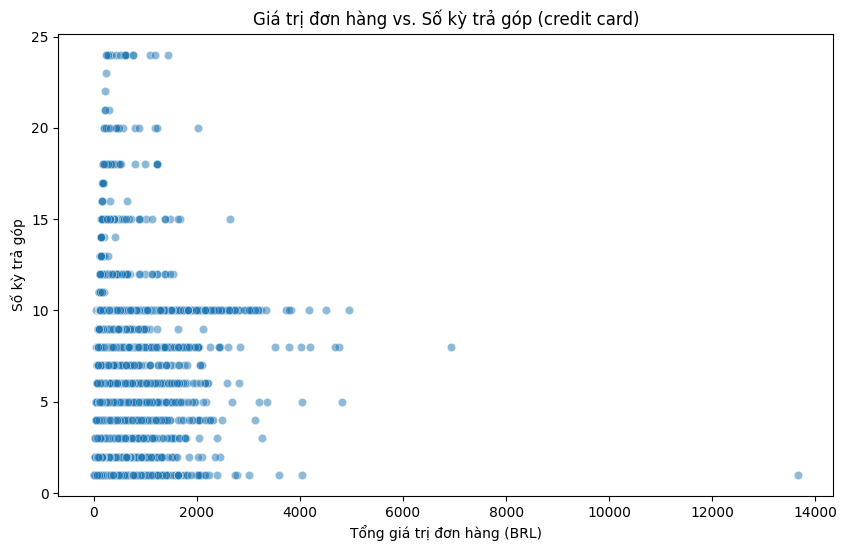 Giá trị đơn hàng vs. Số kỳ trả góp (credit card)
25
20
15
10
5
0
Số kỳ trả góp
0 2000 4000 6000 8000 10000 12000 14000
Tổng giá trị đơn hàng (BRL)